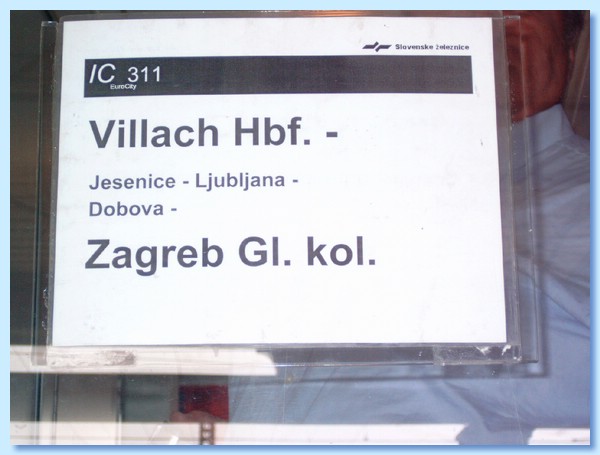 Slovenske železnice
IC 311
EuroCity
Villach Hbf. -
Jesenice - Ljubljana -
Dobova -
Zagreb Gl. kol.